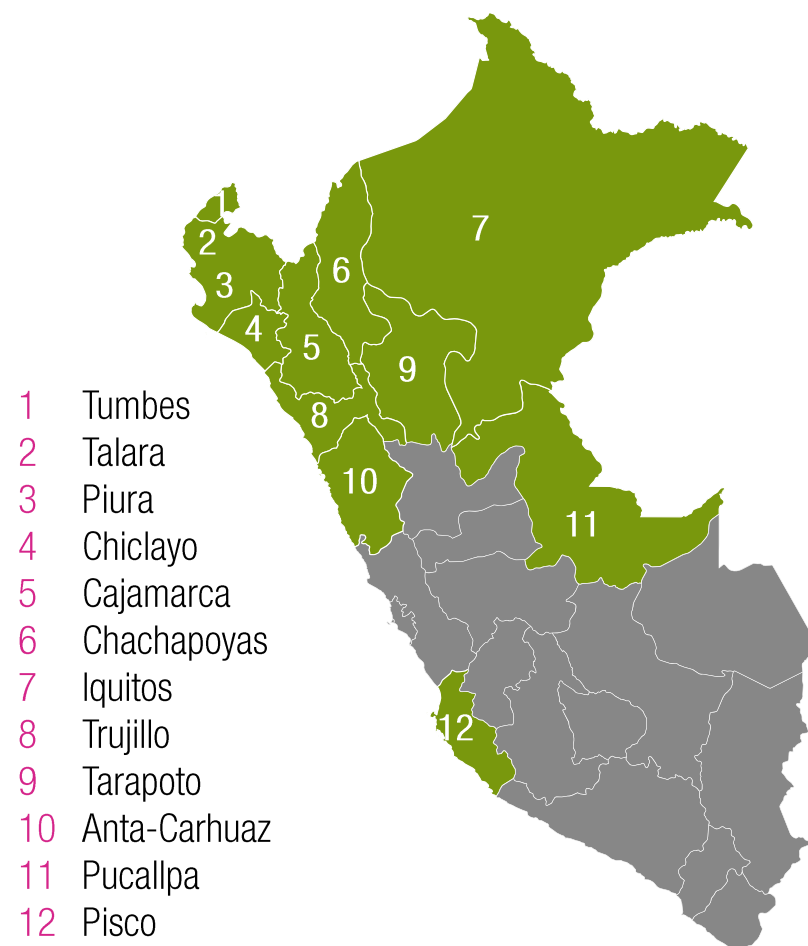 1
2
3
4
5
6
7
8
9
10
11
12
1 Tumbes
2 Talara
3 Piura
4 Chiclayo
5 Cajamarca
6 Chachapoyas
7 Iquitos
8 Trujillo
9 Tarapoto
10 Anta-Carhuaz
11 Pucallpa
12 Pisco